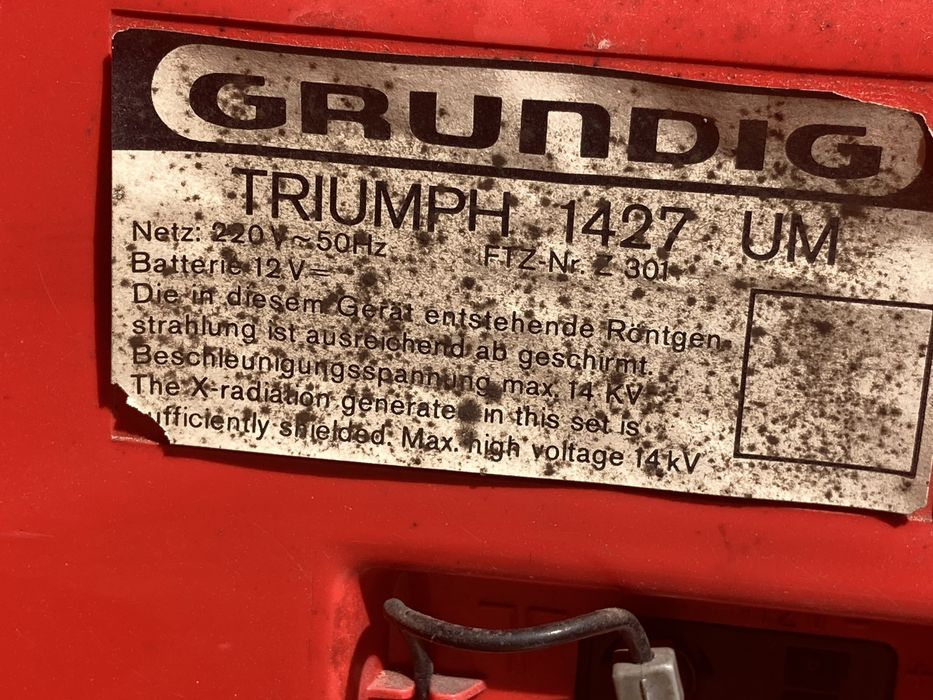 GRUNDIG
TRIUMPH 1427 UM
Netz: 220 V~50Hz FTZ-Nr. Z 301
Batterie 12 V=
Die in diesem Gerät entstehende Röntgen-
strahlung ist ausreichend ab geschirmt.
Beschleunigungsspannung max. 14 KV
The X-radiation generated in this set is
sufficiently shielded. Max. high voltage 14 kV